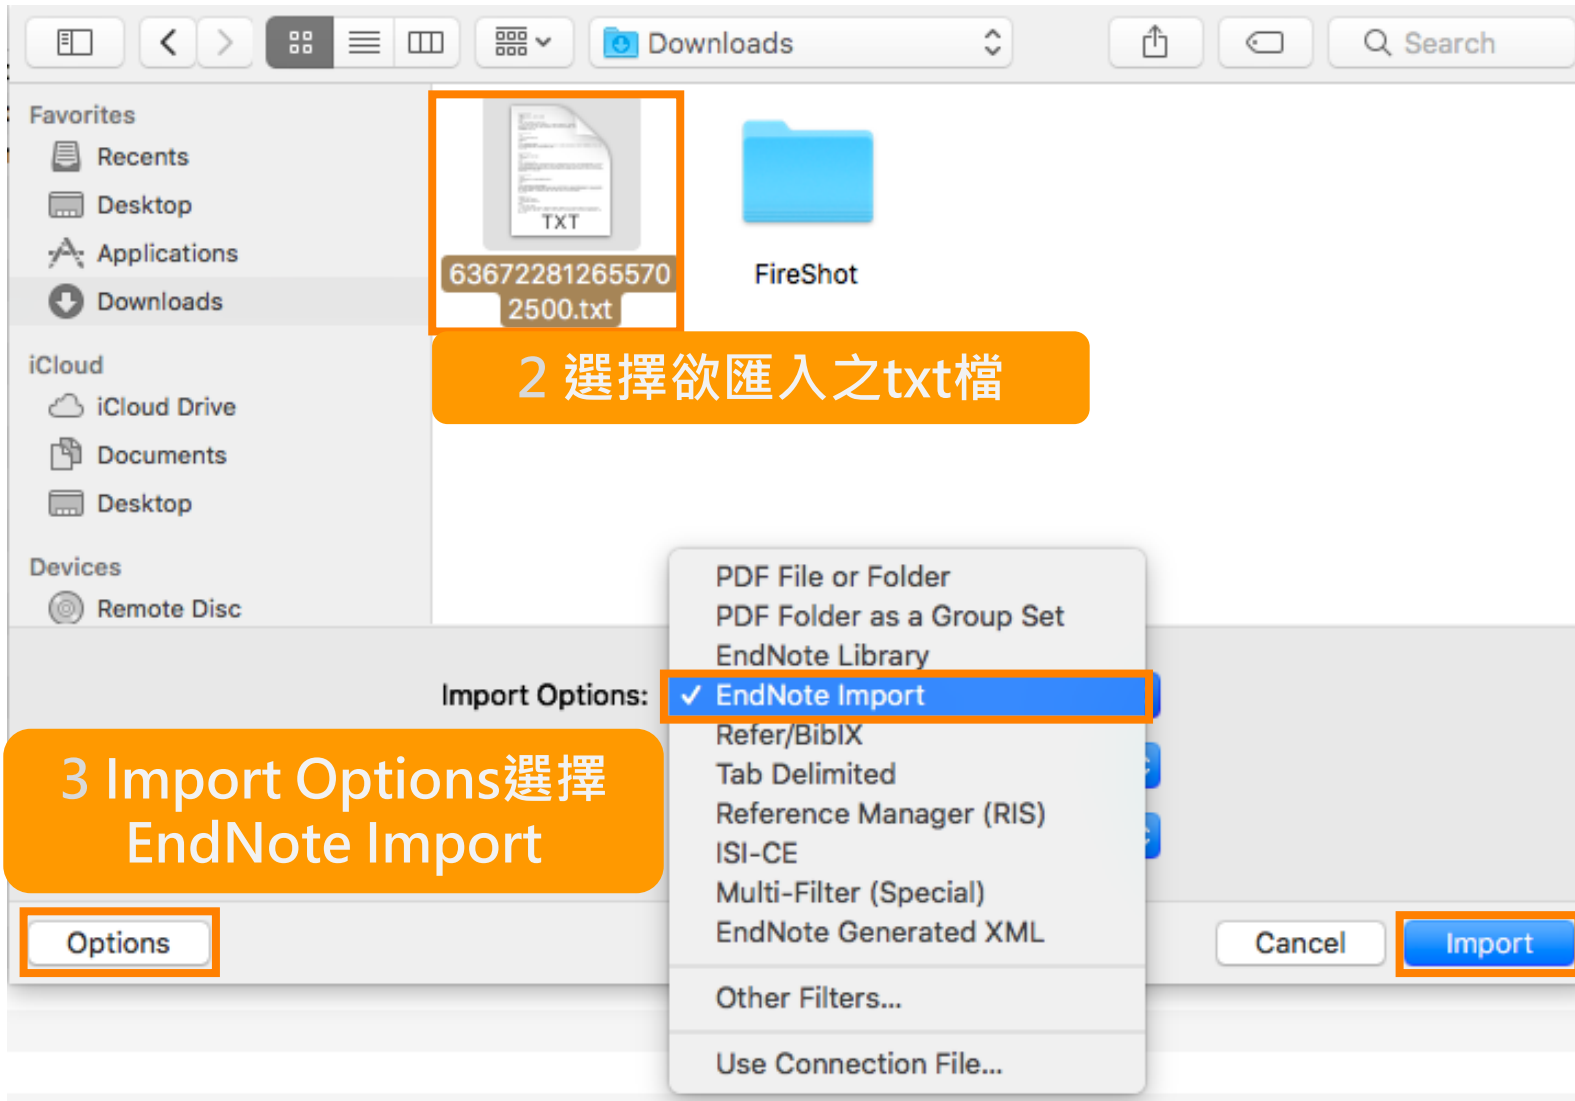 Downloads
Search
Favorites
Recents
Desktop
Applications
Downloads
iCloud
iCloud Drive
Documents
Desktop
Devices
Remote Disc
TXT
63672281265570
2500.txt
FireShot
2 選擇欲匯入之txt檔
Import Options:
PDF File or Folder
PDF Folder as a Group Set
EndNote Library
✓ EndNote Import
Refer/BibIX
Tab Delimited
Reference Manager (RIS)
ISI-CE
Multi-Filter (Special)
EndNote Generated XML
Other Filters...
Use Connection File...
3 Import Options選擇
EndNote Import
Options
Cancel
Import